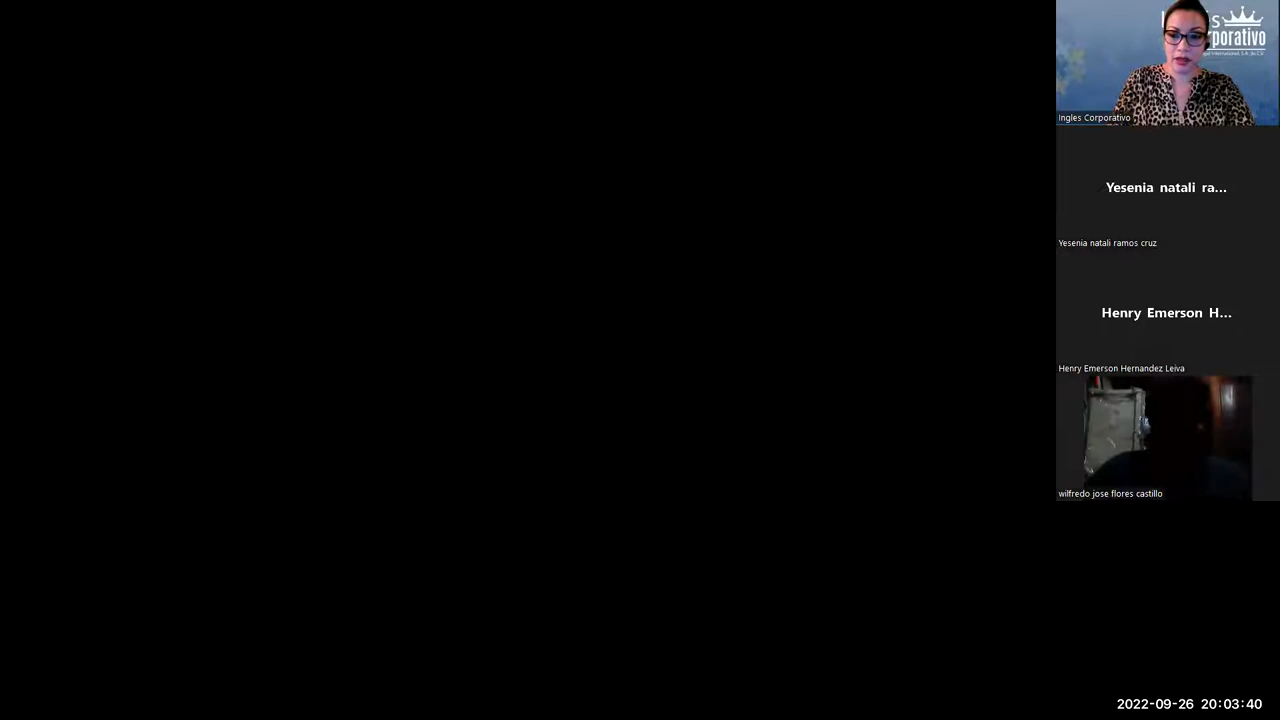 porativo
Ingles Corporativo
Yesenia natali ra...
Yesenia natali ramos cruz
Henry Emerson H...
Henry Emerson Hernandez Leiva
wilfredo jose flores castillo
2022-09-26 20:03:40